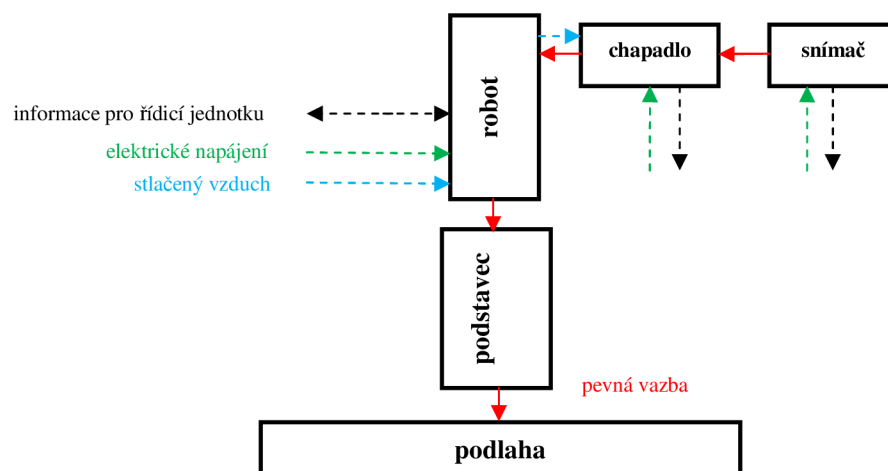 robot
chapadlo
snímač
informace pro řídicí jednotku
elektrické napájení
stlačený vzduch
podstavec
pevná vazba
podlaha